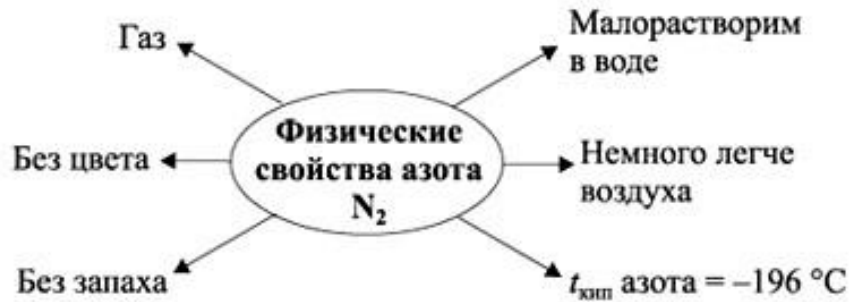 Газ
Малорастворим
в воде
Физические
свойства азота
N₂
Без цвета
Немного легче
воздуха
Без запаха
tкип азота = –196 °C